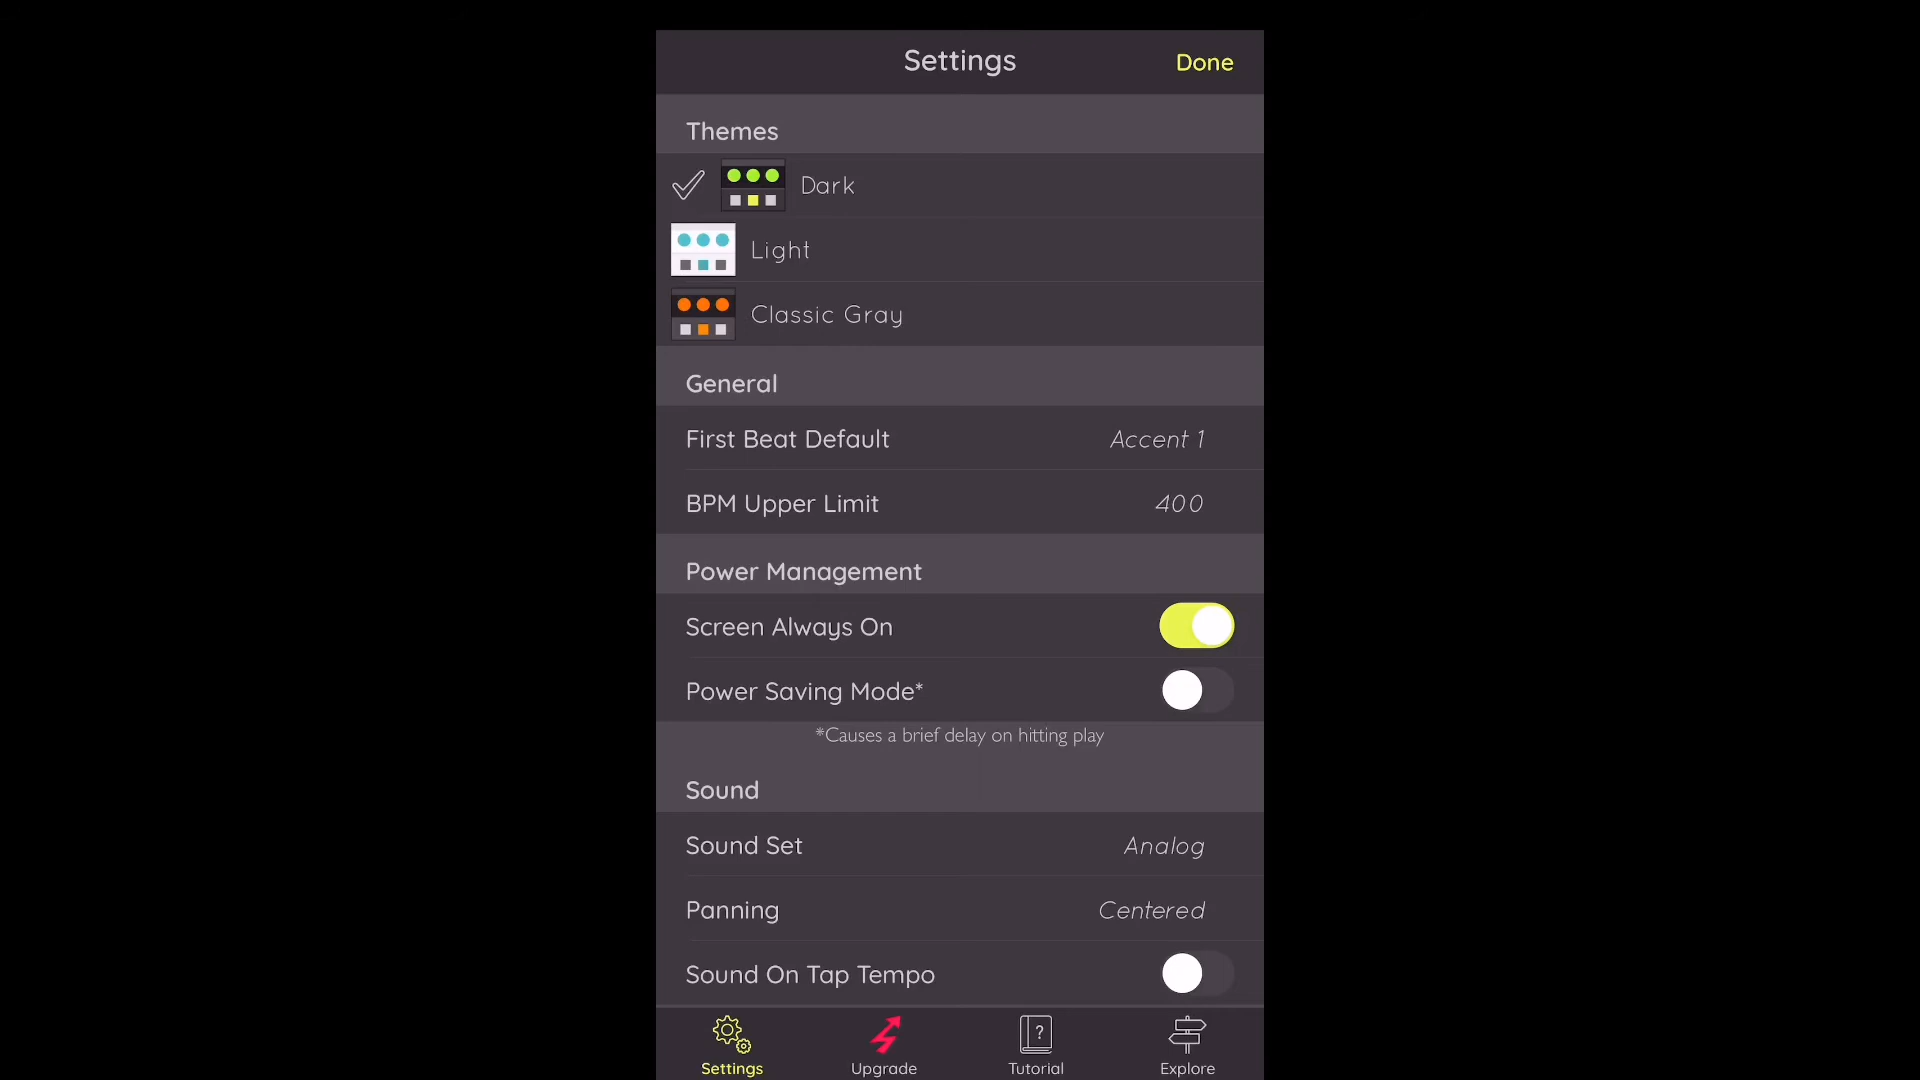 Settings
Done
Themes
Dark
Light
Classic Gray
General
First Beat Default Accent 1
BPM Upper Limit 400
Power Management
Screen Always On
Power Saving Mode*
*Causes a brief delay on hitting play
Sound
Sound Set Analog
Panning Centered
Sound On Tap Tempo
?
Settings Upgrade Tutorial Explore